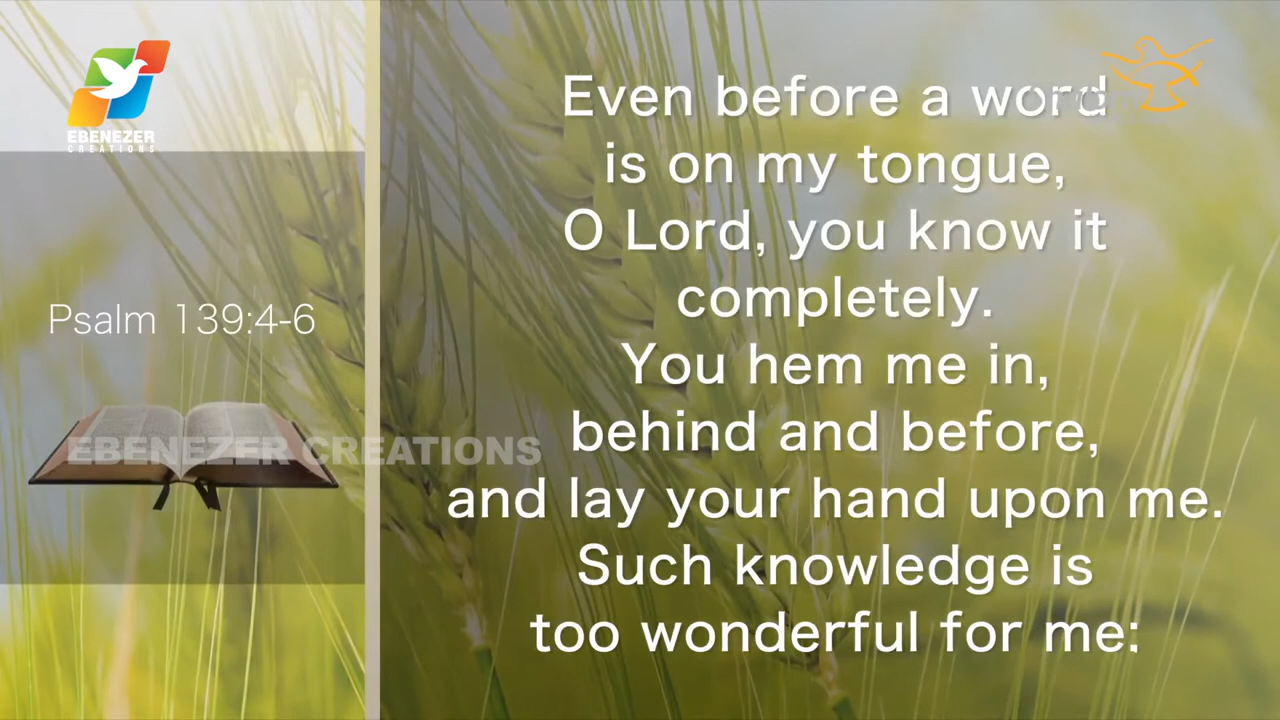 EBENEZER
CREATIONS
Psalm 139:4-6
EBENEZER CREATIONS
Even before a word
is on my tongue,
O Lord, you know it
completely.
You hem me in,
behind and before,
and lay your hand upon me.
Such knowledge is
too wonderful for me;